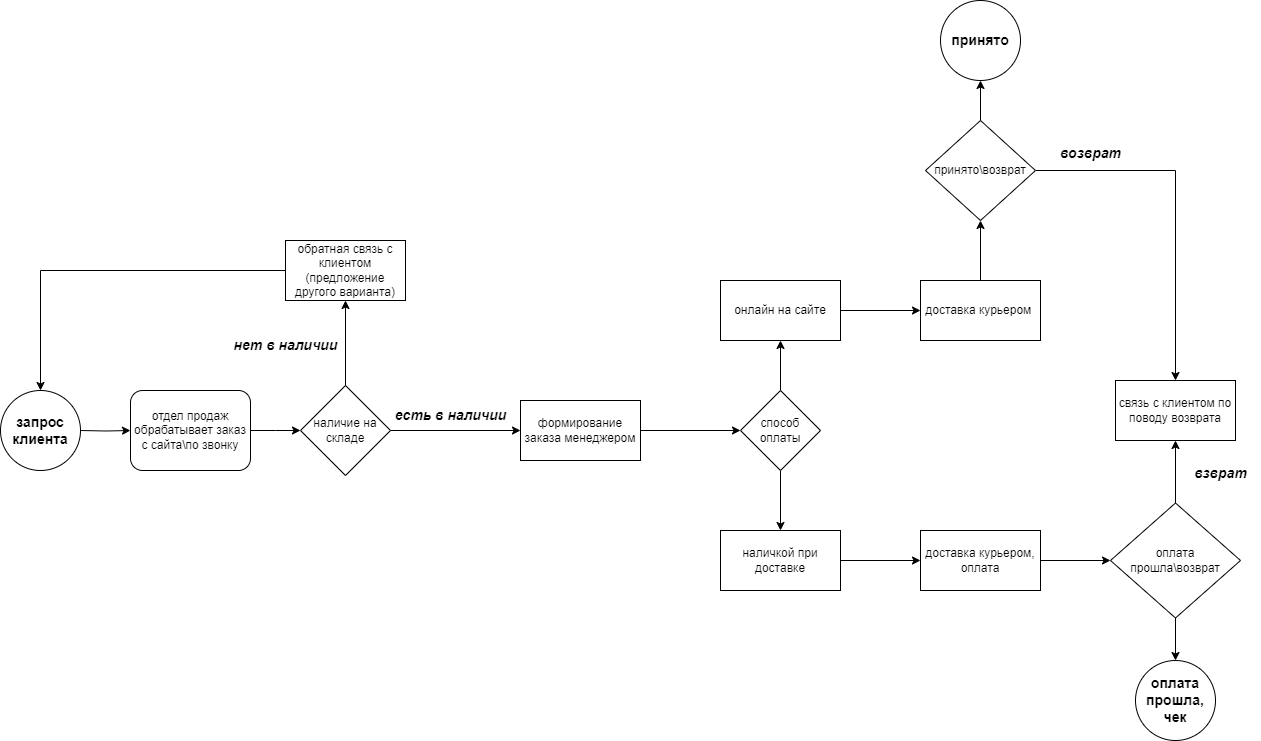 принято
принято\возврат
возврат
обратная связь с
клиентом
(предложение
другого варианта)
нет в наличии
онлайн на сайте
доставка курьером
запрос
клиента
отдел продаж
обрабатывает заказ
с сайта\по звонку
наличие на
складе
есть в наличии
формирование
заказа менеджером
способ
оплаты
связь с клиентом по
поводу возврата
взврат
наличкой при
доставке
доставка курьером,
оплата
оплата
прошла\возврат
оплата
прошла,
чек